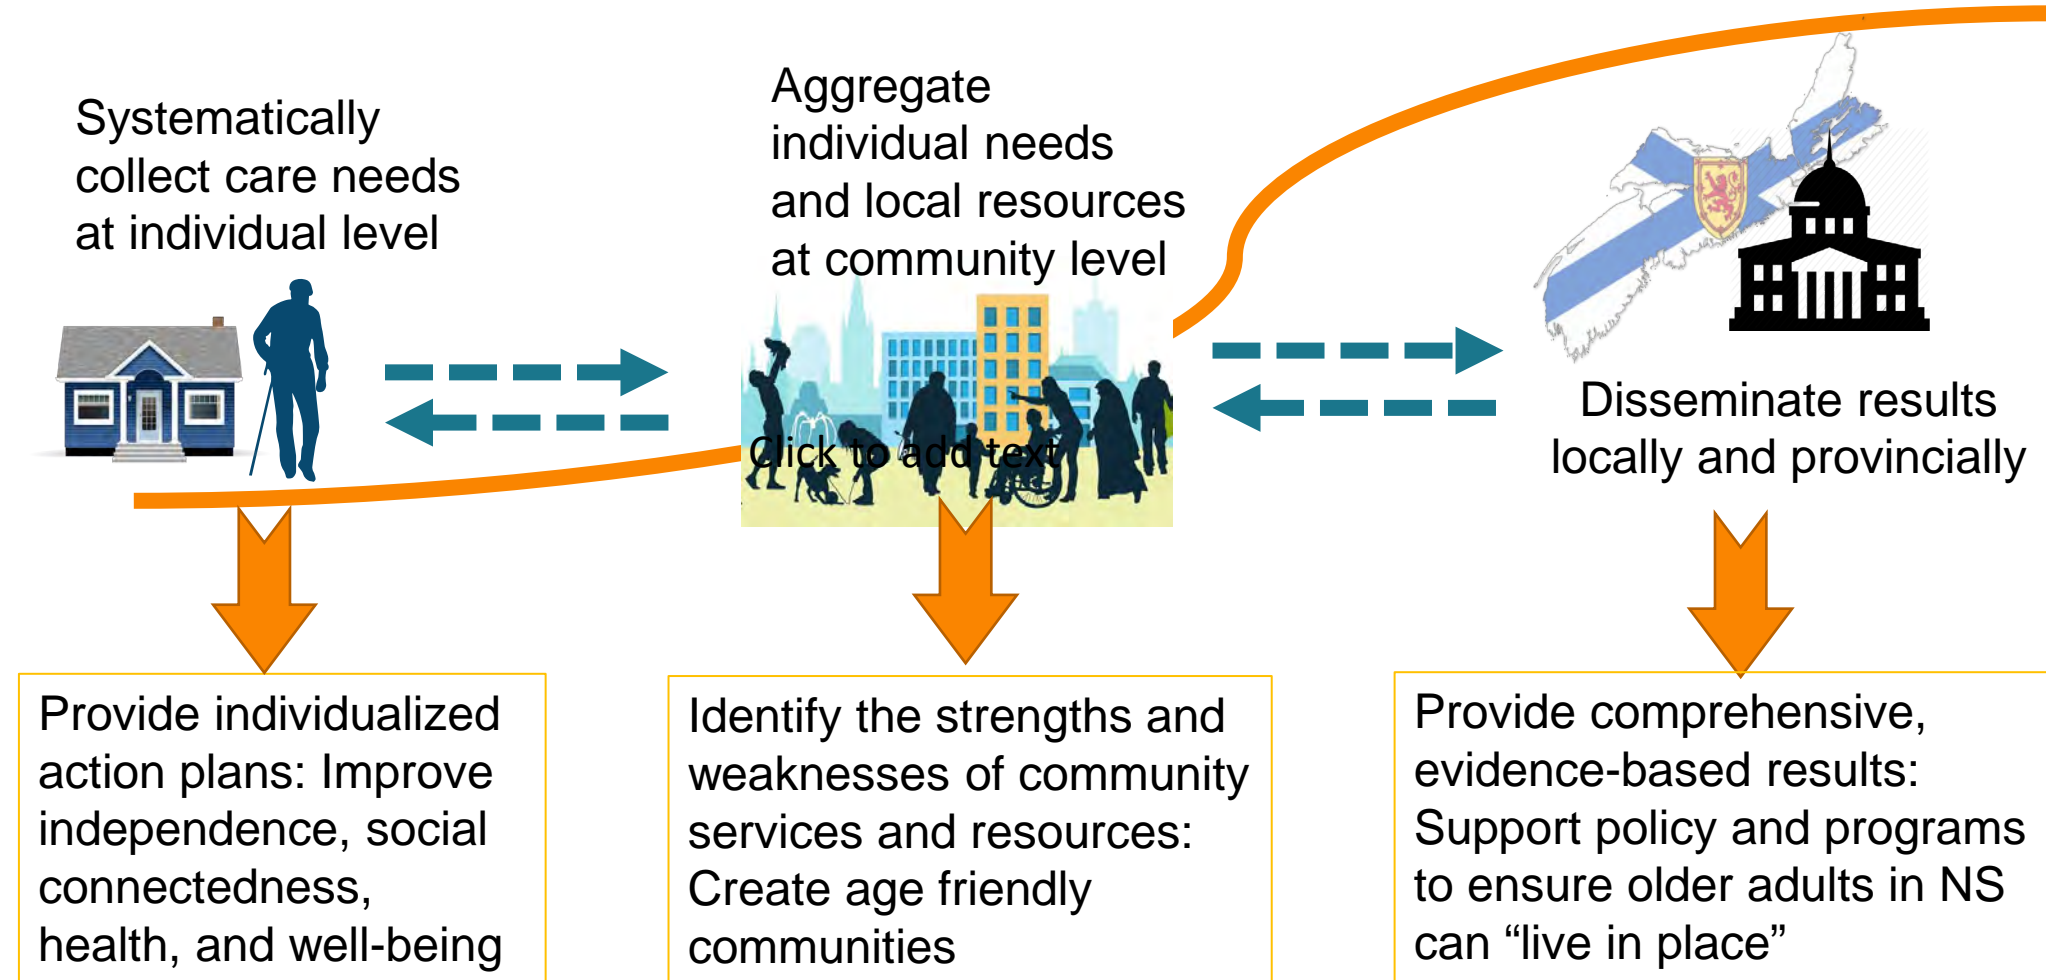 Systematically
collect care needs
at individual level
Aggregate
individual needs
and local resources
at community level
Click to add text
Disseminate results
locally and provincially
Provide individualized
action plans: Improve
independence, social
connectedness,
health, and well-being
Identify the strengths and
weaknesses of community
services and resources:
Create age friendly
communities
Provide comprehensive,
evidence-based results:
Support policy and programs
to ensure older adults in NS
can “live in place”